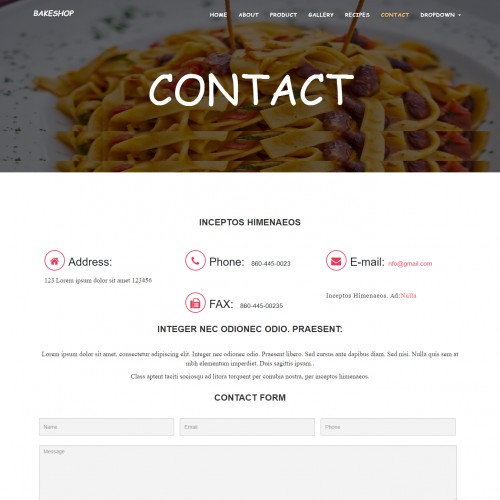 BAKESHOP
HOME ABOUT PRODUCT GALLERY RECIPES CONTACT DROPDOWN
CONTACT
INCEPTOS HIMENAEOS
Address:
123 Lorem ipsum dolor sit amet 123456
Phone: 860-445-0023
E-mail: nfo@gmail.com
FAX: 860-445-00235
Inceptos Himenaeos. Ad:Nulla
INTEGER NEC ODIONEC ODIO. PRAESENT:
Lorem ipsum dolor sit amet, consectetur adipiscing elit. Integer nec odionec odio. Praesent libero. Sed cursus ante dapibus diam. Sed nisi. Nulla quis sem at
nibh elementum imperdiet. Duis sagittis ipsum..
Class aptent taciti sociosqu ad litora torquent per conubia nostra, per inceptos himenaeos.
CONTACT FORM
Name Email Phone
Message